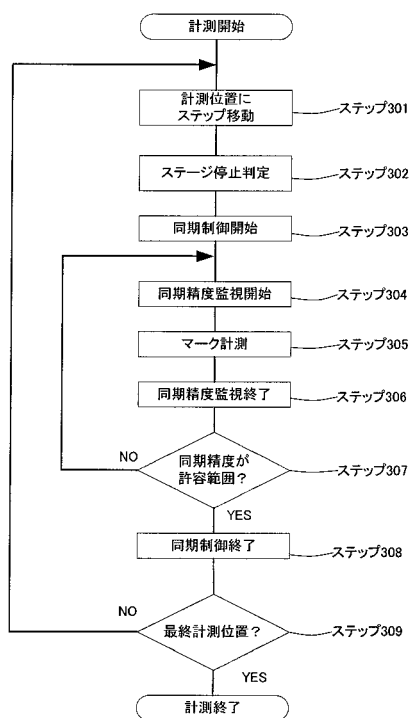 計測開始
計測位置に
ステップ移動
ステップ301
ステージ停止判定
ステップ302
同期制御開始
ステップ303
同期精度監視開始
ステップ304
マーク計測
ステップ305
同期精度監視終了
ステップ306
同期精度が
許容範囲?
ステップ307
NO
YES
同期制御終了
ステップ308
最終計測位置?
ステップ309
NO
YES
計測終了